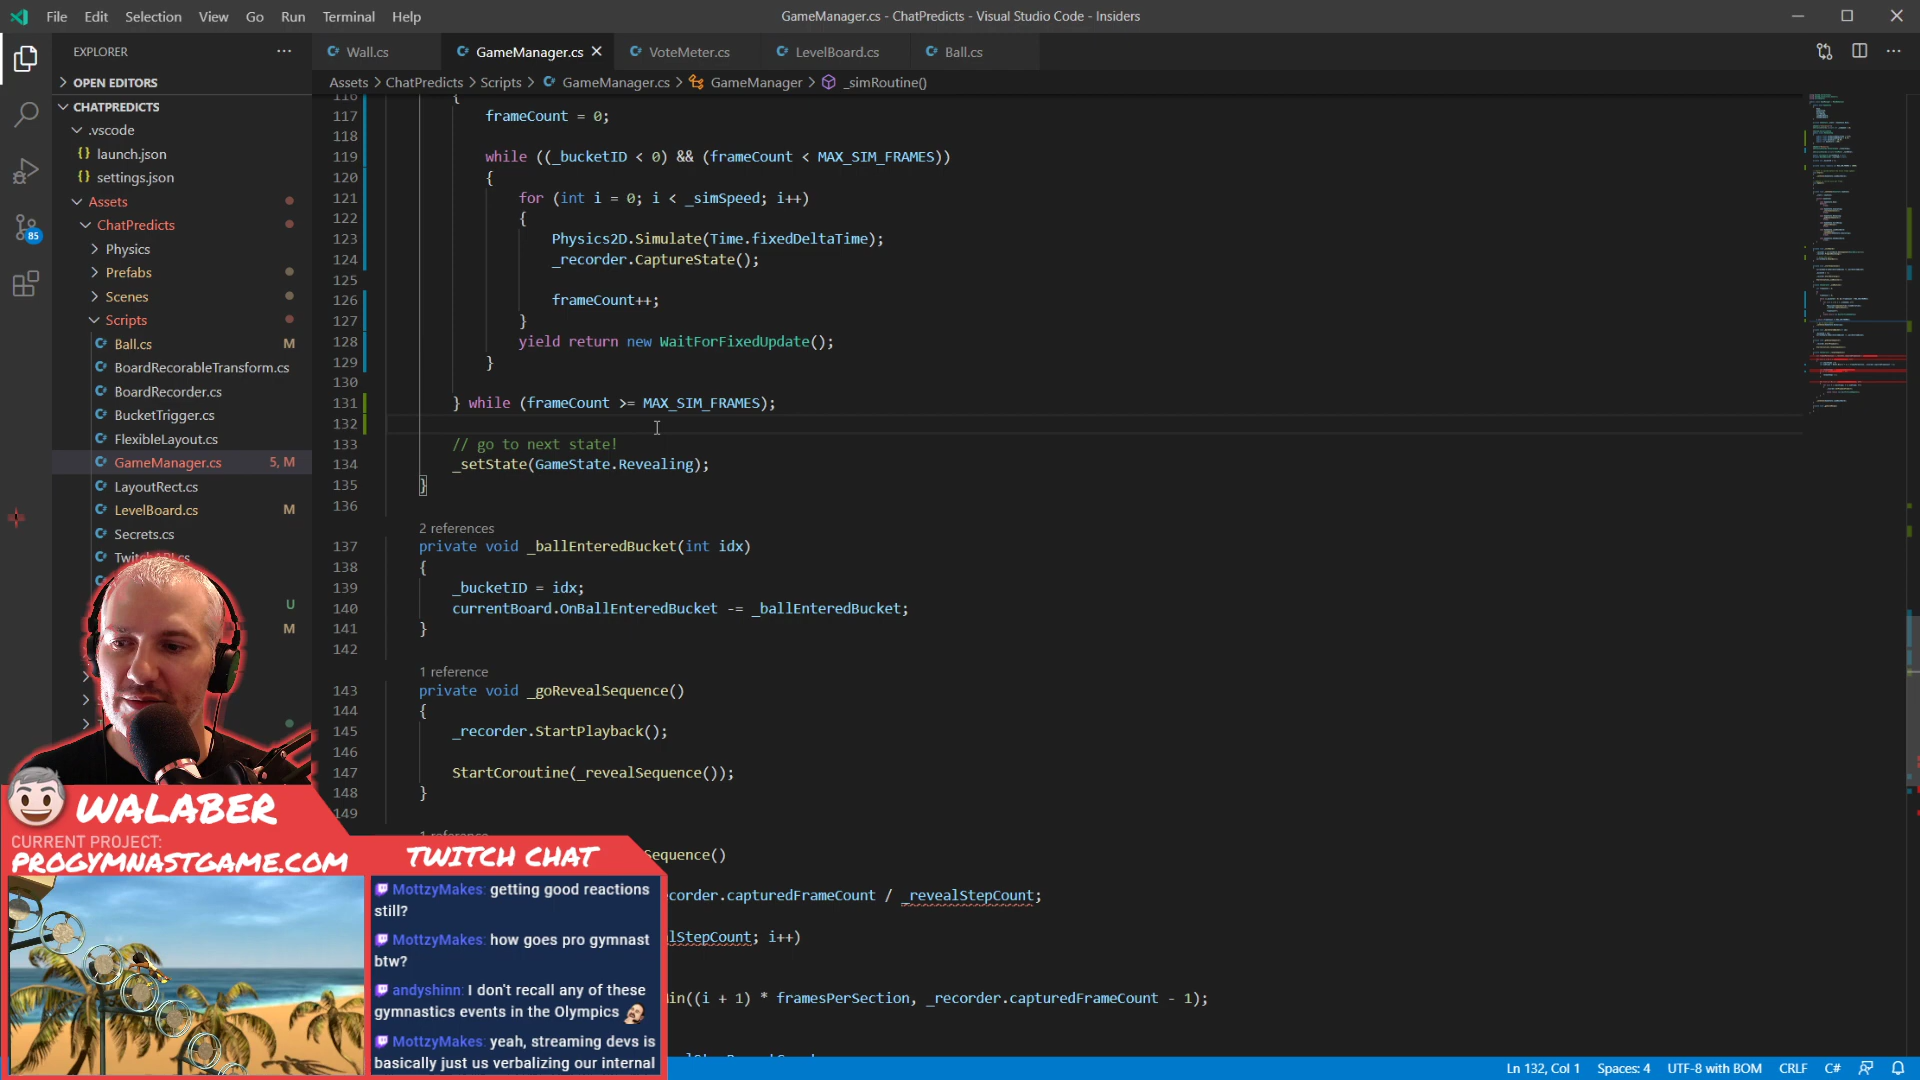 File Edit Selection View Go Run Terminal Help
GameManager.cs - ChatPredicts - Visual Studio Code - Insiders
EXPLORER
OPEN EDITORS
CHATPREDICTS
.vscode
launch.json
settings.json
Assets
ChatPredicts
Physics
Prefabs
Scenes
Scripts
Ball.cs M
BoardRecorableTransform.cs
BoardRecorder.cs
BucketTrigger.cs
FlexibleLayout.cs
GameManager.cs 5, M
LayoutRect.cs
LevelBoard.cs M
Secrets.cs
U
M
85
Wall.cs GameManager.cs VoteMeter.cs LevelBoard.cs Ball.cs
Assets > ChatPredicts > Scripts > GameManager.cs > GameManager > _simRoutine()
116 {
117 frameCount = 0;
118
119 while ((_bucketID < 0) && (frameCount < MAX_SIM_FRAMES))
120 {
121 for (int i = 0; i < _simSpeed; i++)
122 {
123 Physics2D.Simulate(Time.fixedDeltaTime);
124 _recorder.CaptureState();
125
126 frameCount++;
127 }
128 yield return new WaitForFixedUpdate();
129 }
130
131 } while (frameCount >= MAX_SIM_FRAMES);
132
133 // go to next state!
134 _setState(GameState.Revealing);
135 }
136
2 references
137 private void _ballEnteredBucket(int idx)
138 {
139 _bucketID = idx;
140 currentBoard.OnBallEnteredBucket -= _ballEnteredBucket;
141 }
142
1 reference
143 private void _goRevealSequence()
144 {
145 _recorder.StartPlayback();
146
147 StartCoroutine(_revealSequence());
148 }
149
Sequence()
corder.capturedFrameCount / _revealStepCount;
lStepCount; i++)
in((i + 1) * framesPerSection, _recorder.capturedFrameCount - 1);
WALABER
CURRENT PROJECT:
PROGYMNASTGAME.COM
TWITCH CHAT
MottzyMakes: getting good reactions
still?
MottzyMakes: how goes pro gymnast
btw?
andyshinn: I don't recall any of these
gymnastics events in the Olympics
MottzyMakes: yeah, streaming devs is
basically just us verbalizing our internal
Ln 132, Col 1 Spaces: 4 UTF-8 with BOM CRLF C#